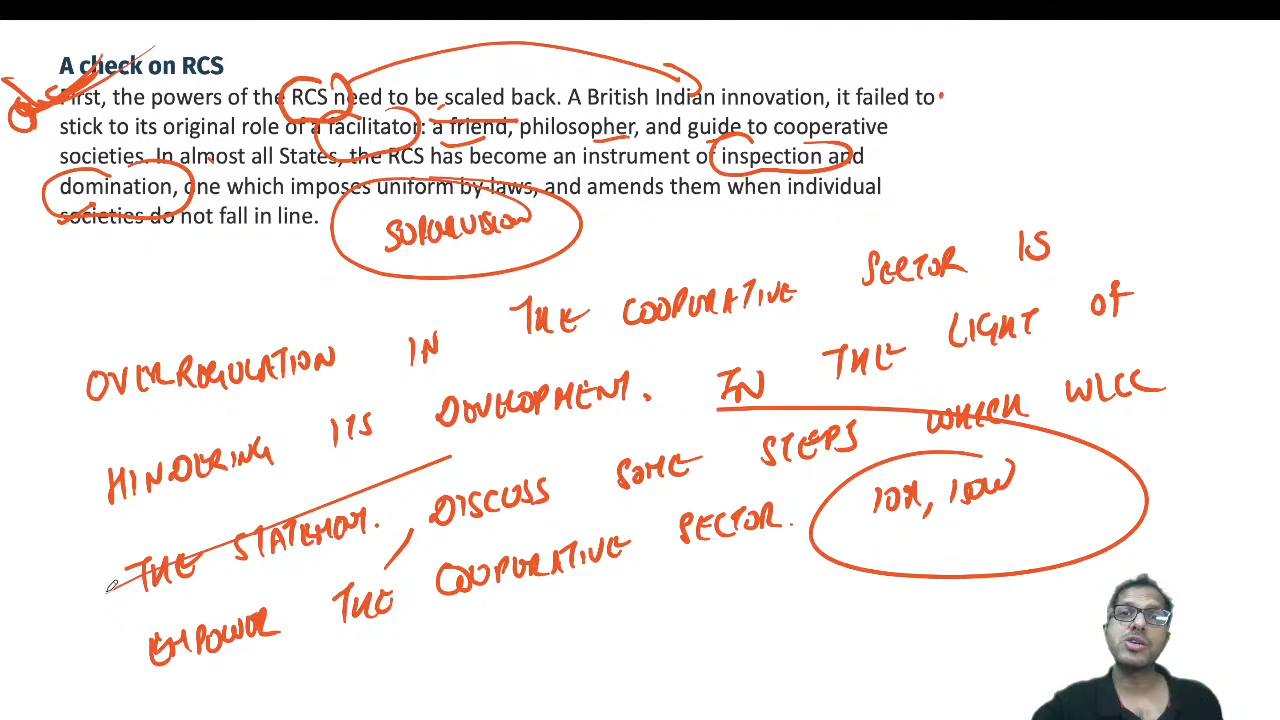 A check on RCS
First, the powers of the RCS need to be scaled back. A British Indian innovation, it failed to
stick to its original role of a facilitator: a friend, philosopher, and guide to cooperative
societies. In almost all States, the RCS has become an instrument of inspection and
domination, one which imposes uniform by-laws, and amends them when individual
societies do not fall in line.
SUPERVISION
OVERREGULATION IN THE COOPERATIVE SECTOR IS
HINDERING ITS DEVELOPMENT. IN THE LIGHT OF
THE STATEMENT, DISCUSS SOME STEPS WHICH WILL
EMPOWER THE COOPERATIVE SECTOR.
10M, 150W